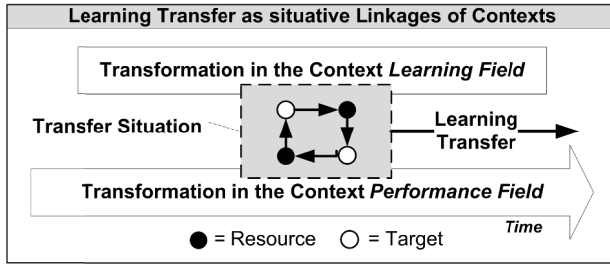 Learning Transfer as situative Linkages of Contexts
Transformation in the Context Learning Field
Transfer Situation
Learning
Transfer
Transformation in the Context Performance Field
Time
= Resource
= Target